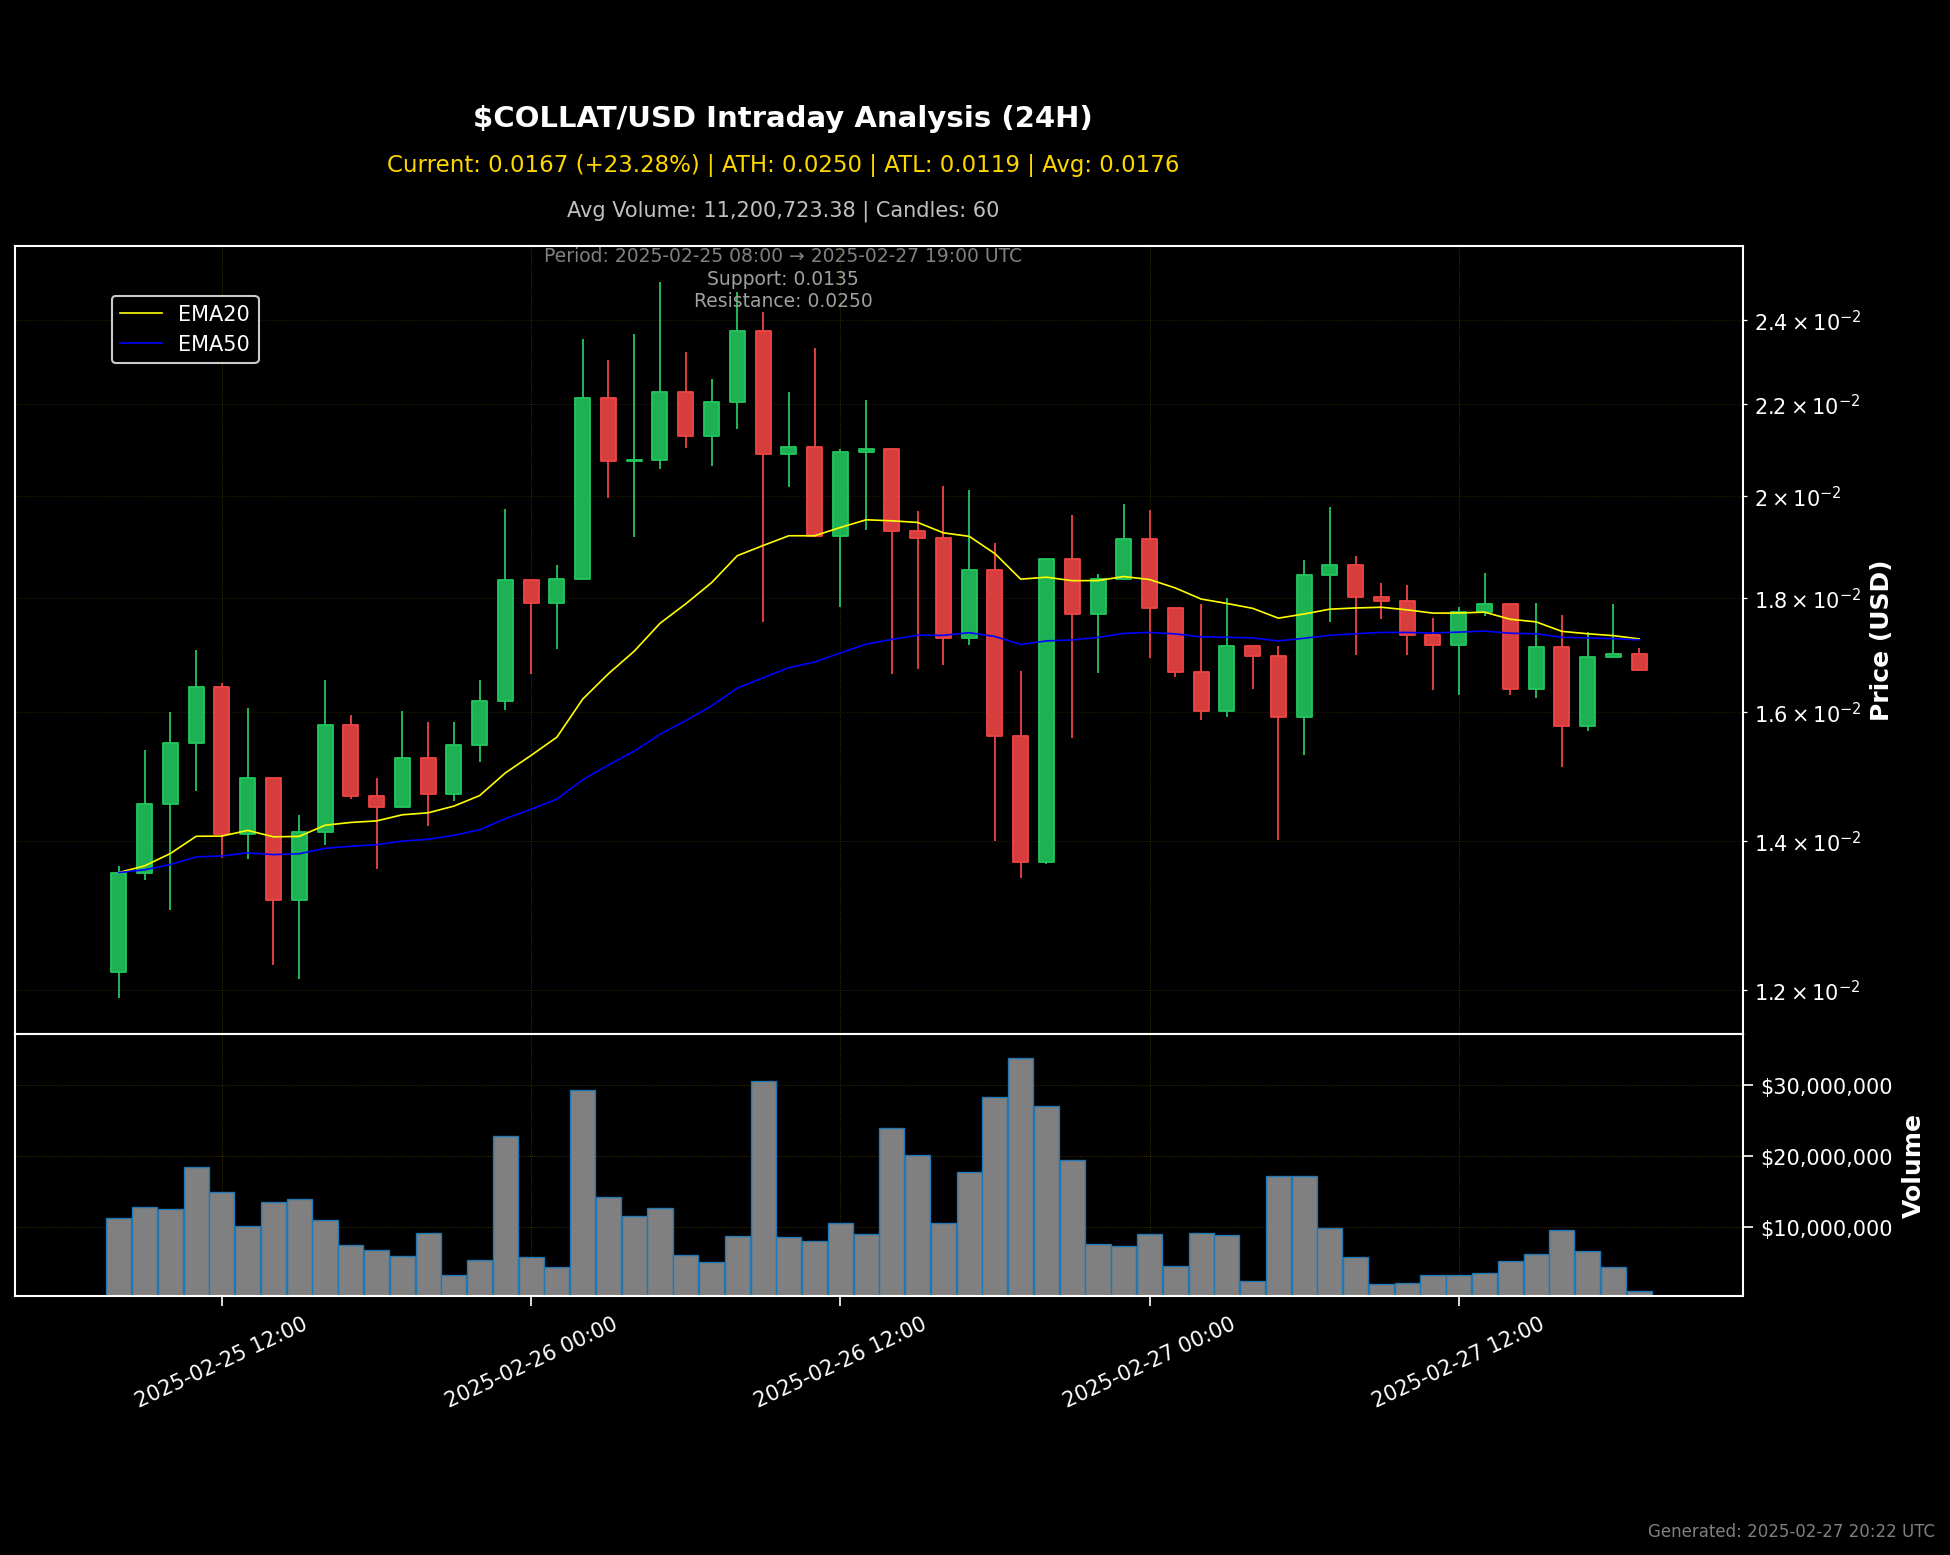 $COLLAT/USD Intraday Analysis (24H)
Current: 0.0167 (+23.28%) | ATH: 0.0250 | ATL: 0.0119 | Avg: 0.0176
Avg Volume: 11,200,723.38 | Candles: 60
Period: 2025-02-25 08:00 → 2025-02-27 19:00 UTC
Support: 0.0135
Resistance: 0.0250
EMA20
EMA50
2.4 × 10⁻²
2.2 × 10⁻²
2 × 10⁻²
1.8 × 10⁻²
1.6 × 10⁻²
1.4 × 10⁻²
1.2 × 10⁻²
Price (USD)
$30,000,000
$20,000,000
$10,000,000
Volume
2025-02-25 12:00
2025-02-26 00:00
2025-02-26 12:00
2025-02-27 00:00
2025-02-27 12:00
Generated: 2025-02-27 20:22 UTC